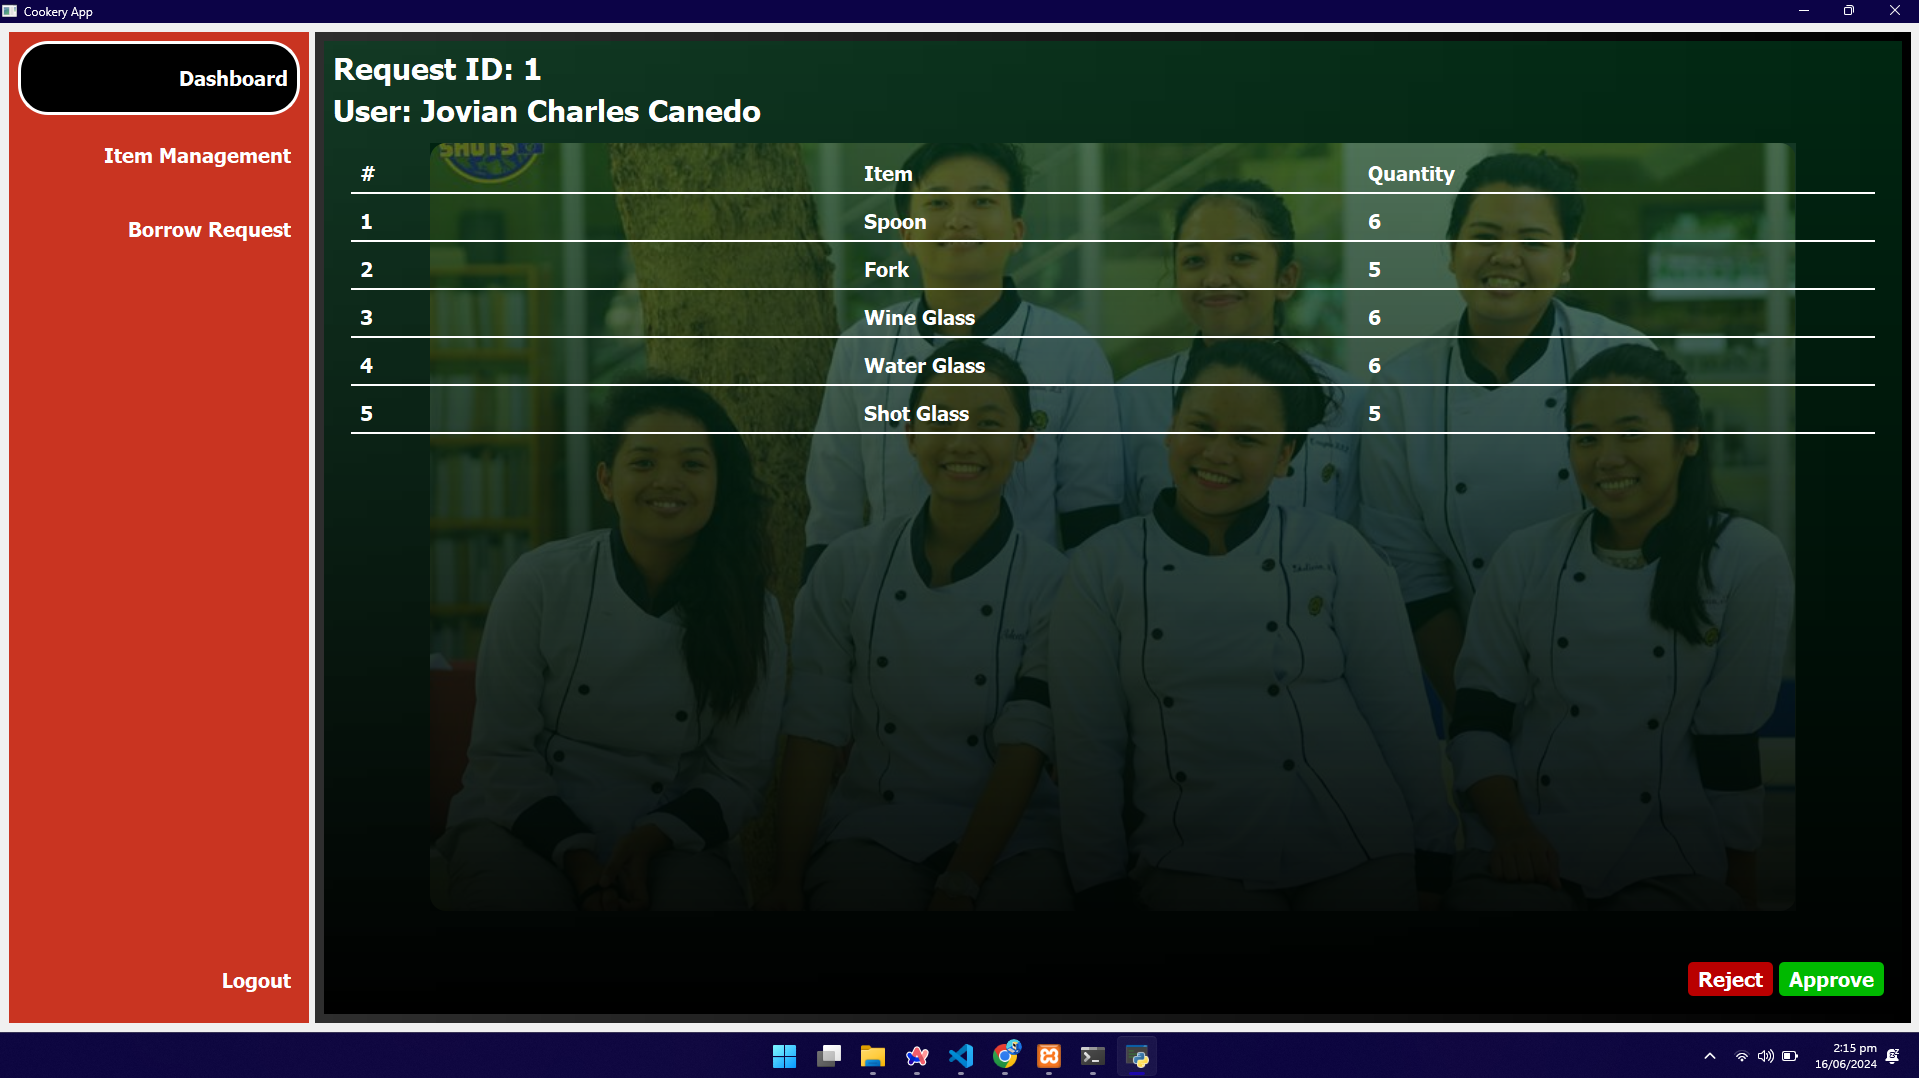 Cookery App
Dashboard
Item Management
Borrow Request
Logout
Request ID: 1
User: Jovian Charles Canedo
# Item Quantity
1 Spoon 6
2 Fork 5
3 Wine Glass 6
4 Water Glass 6
5 Shot Glass 5
Reject Approve
2:15 pm
16/06/2024